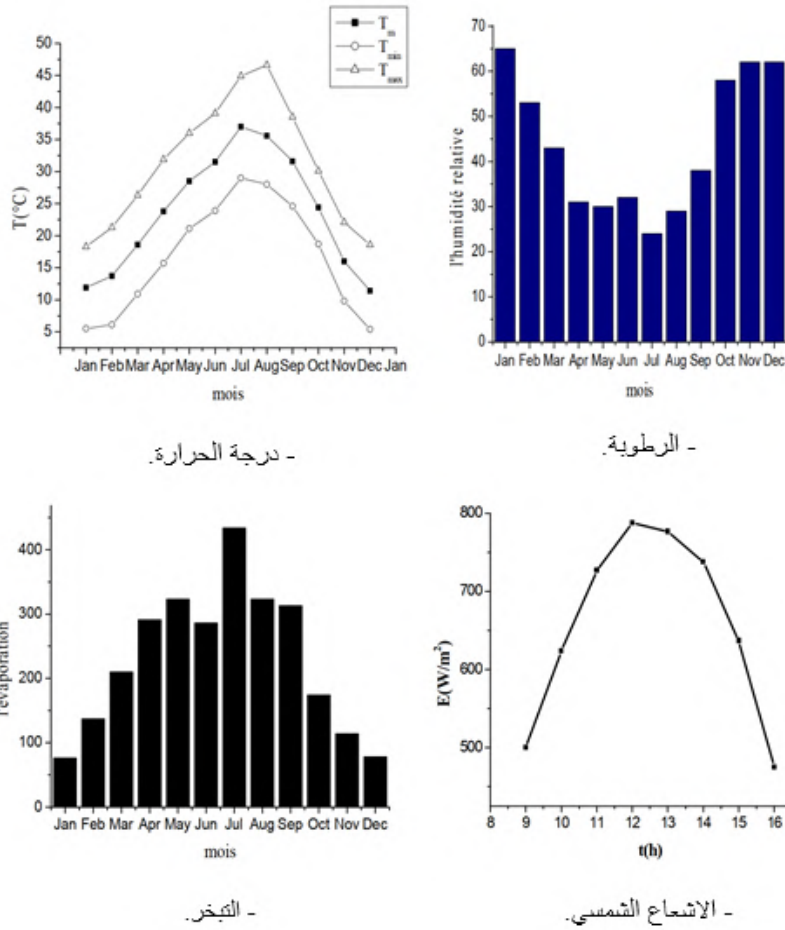 T_m
T_min
T_max
50
45
40
35
30
25
20
15
10
5
T(°C)
Jan Feb Mar Apr May Jun Jul Aug Sep Oct Nov Dec Jan
mois
- درجة الحرارة.
70
60
50
40
30
20
10
0
l'humidité relative
Jan Feb Mar Apr May Jun Jul Aug Sep Oct Nov Dec
mois
- الرطوبة.
400
300
200
100
0
l'evaporation
Jan Feb Mar Apr May Jun Jul Aug Sep Oct Nov Dec
mois
- التبخر.
800
700
600
500
E(W/m²)
8 9 10 11 12 13 14 15 16
t(h)
- الاشعاع الشمسي.